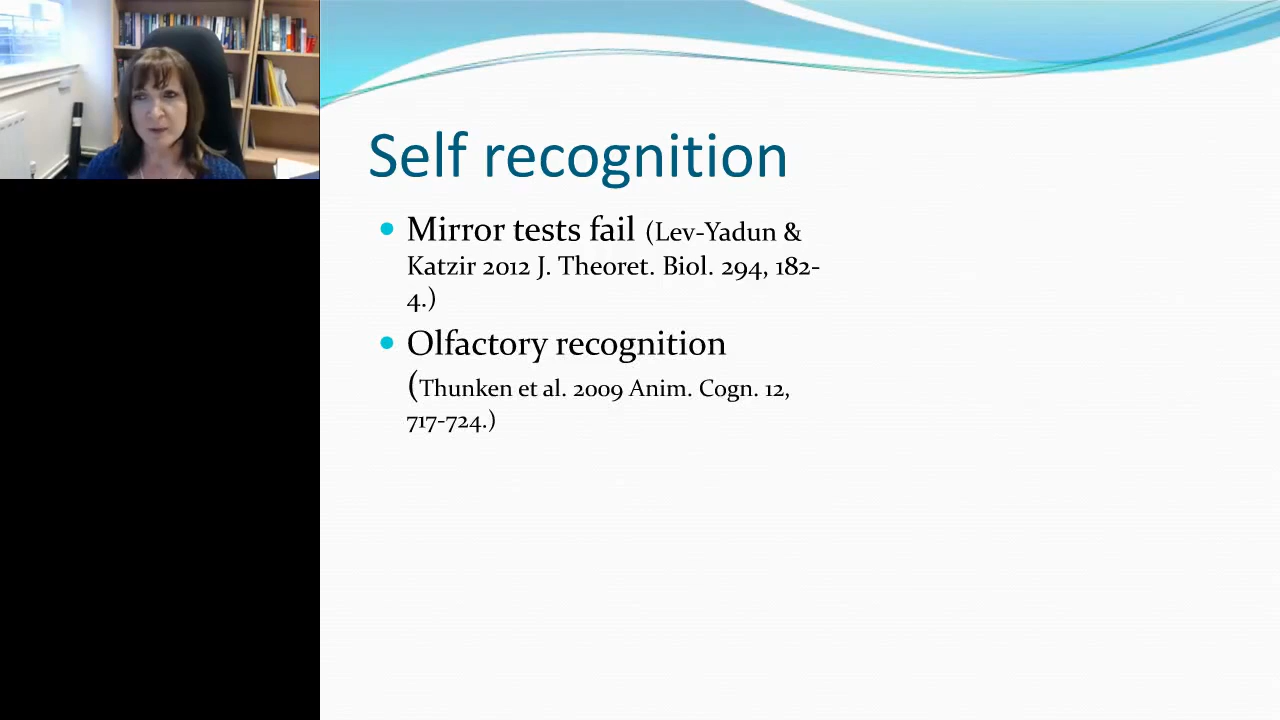 Self recognition
Mirror tests fail (Lev-Yadun &
Katzir 2012 J. Theoret. Biol. 294, 182-
4.)
Olfactory recognition
(Thunken et al. 2009 Anim. Cogn. 12,
717-724.)